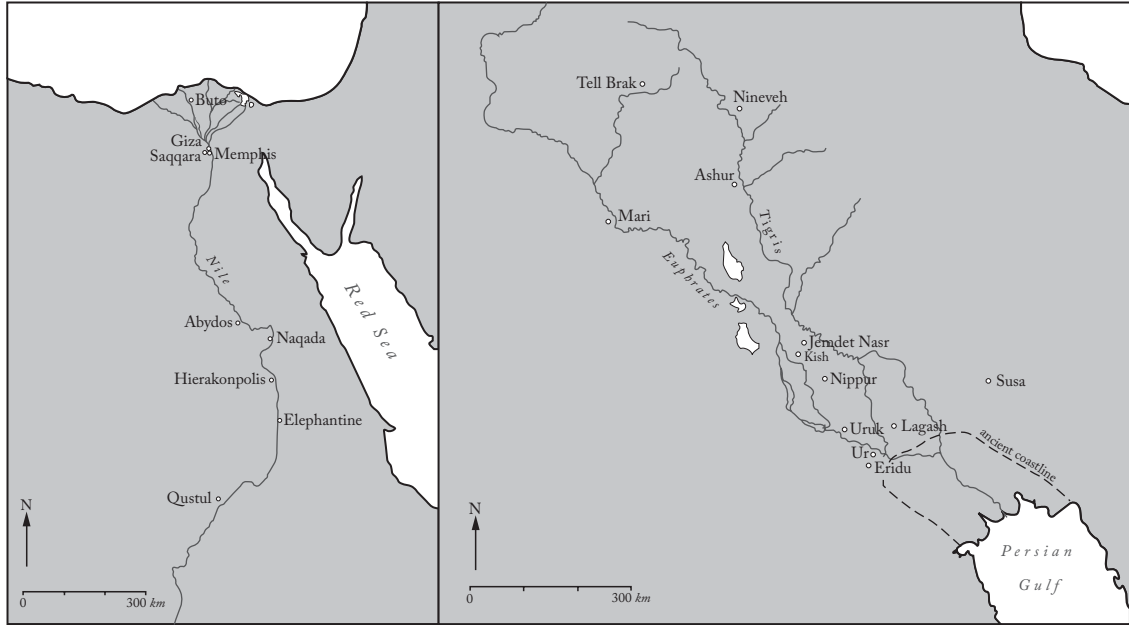 Buto
Giza
Saqqara
Memphis
Nile
Red Sea
Abydos
Naqada
Hierakonpolis
Elephantine
Qustul
N
0 300 km
Tell Brak
Nineveh
Ashur
Mari
Tigris
Euphrates
Jemdet Nasr
Kish
Nippur
Susa
Uruk
Lagash
Ur
Eridu
ancient coastline
N
Persian
Gulf
0 300 km